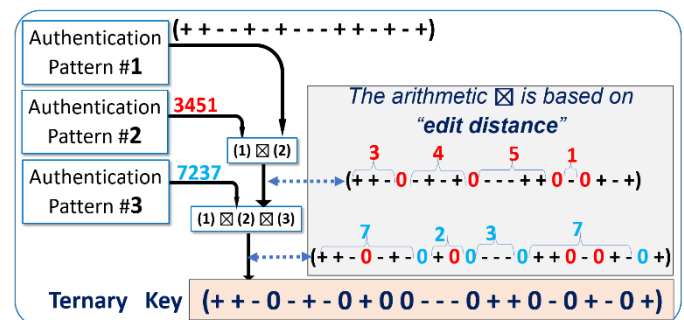 (+ + - - + - + - - - + + - + - +)
Authentication
Pattern #1
Authentication
Pattern #2
3451
Authentication
Pattern #3
7237
(1) ⊠ (2)
(1) ⊠ (2) ⊠ (3)
The arithmetic ⊠ is based on
“edit distance”
3 4 5 1
(+ + - 0 - + - + 0 - - - + + 0 - 0 + - +)
7 2 3 7
(+ + - 0 - + - 0 + 0 0 - - - 0 + + 0 - 0 + - 0 +)
Ternary Key (+ + - 0 - + - 0 + 0 0 - - - 0 + + 0 - 0 + - 0 +)